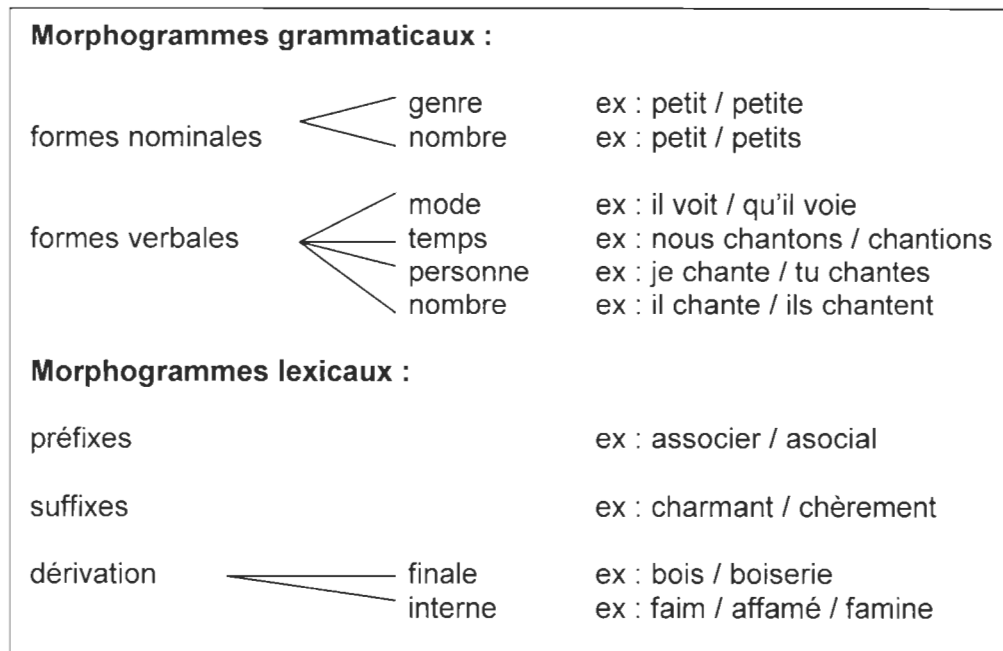 Morphogrammes grammaticaux :
genre ex : petit / petite
formes nominales nombre ex : petit / petits
mode ex : il voit / qu'il voie
formes verbales temps ex : nous chantons / chantions
personne ex : je chante / tu chantes
nombre ex : il chante / ils chantent
Morphogrammes lexicaux :
préfixes ex : associer / asocial
suffixes ex : charmant / chèrement
dérivation finale ex : bois / boiserie
interne ex : faim / affamé / famine